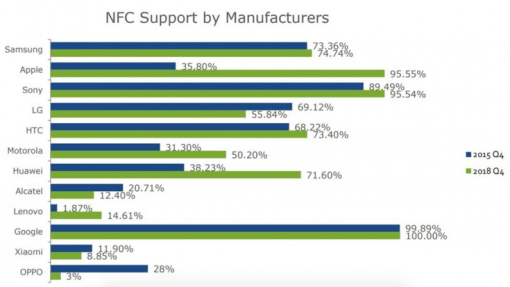 NFC Support by Manufacturers
Samsung 73.36%
74.74%
Apple 35.80%
95.55%
Sony 89.49%
95.54%
LG 69.12%
55.84%
HTC 68.22%
73.40%
Motorola 31.30%
50.20%
Huawei 38.23%
71.60%
Alcatel 20.71%
12.40%
Lenovo 1.87%
14.61%
Google 99.89%
100.00%
Xiaomi 11.90%
8.85%
OPPO 28%
3%
2015 Q4
2018 Q4